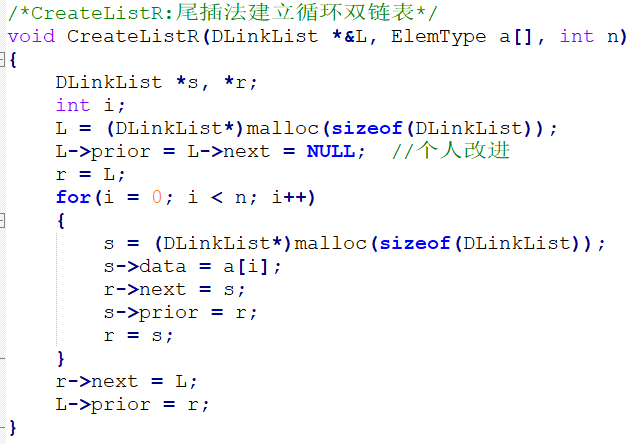 /*CreateListR:尾插法建立循环双链表*/
void CreateListR(DLinkList *&L, ElemType a[], int n)
{
    DLinkList *s, *r;
    int i;
    L = (DLinkList*)malloc(sizeof(DLinkList));
    L->prior = L->next = NULL;  //个人改进
    r = L;
    for(i = 0; i < n; i++)
    {
        s = (DLinkList*)malloc(sizeof(DLinkList));
        s->data = a[i];
        r->next = s;
        s->prior = r;
        r = s;
    }
    r->next = L;
    L->prior = r;
}